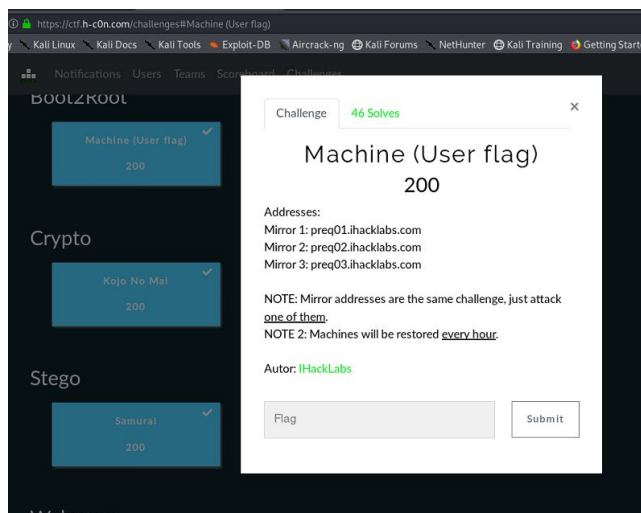 https://ctf.h-c0n.com/challenges#Machine (User flag)
y Kali Linux Kali Docs Kali Tools Exploit-DB Aircrack-ng Kali Forums NetHunter Kali Training Getting Start
Notifications Users Teams Scoreboard Challenges
Boot2Root
Machine (User flag)
200
Crypto
Kojo No Mai
200
Stego
Samurai
200
Challenge
46 Solves
×
Machine (User flag)
200
Addresses:
Mirror 1: preq01.ihacklabs.com
Mirror 2: preq02.ihacklabs.com
Mirror 3: preq03.ihacklabs.com
NOTE: Mirror addresses are the same challenge, just attack
one of them.
NOTE 2: Machines will be restored every hour.
Autor: IHackLabs
Flag
Submit